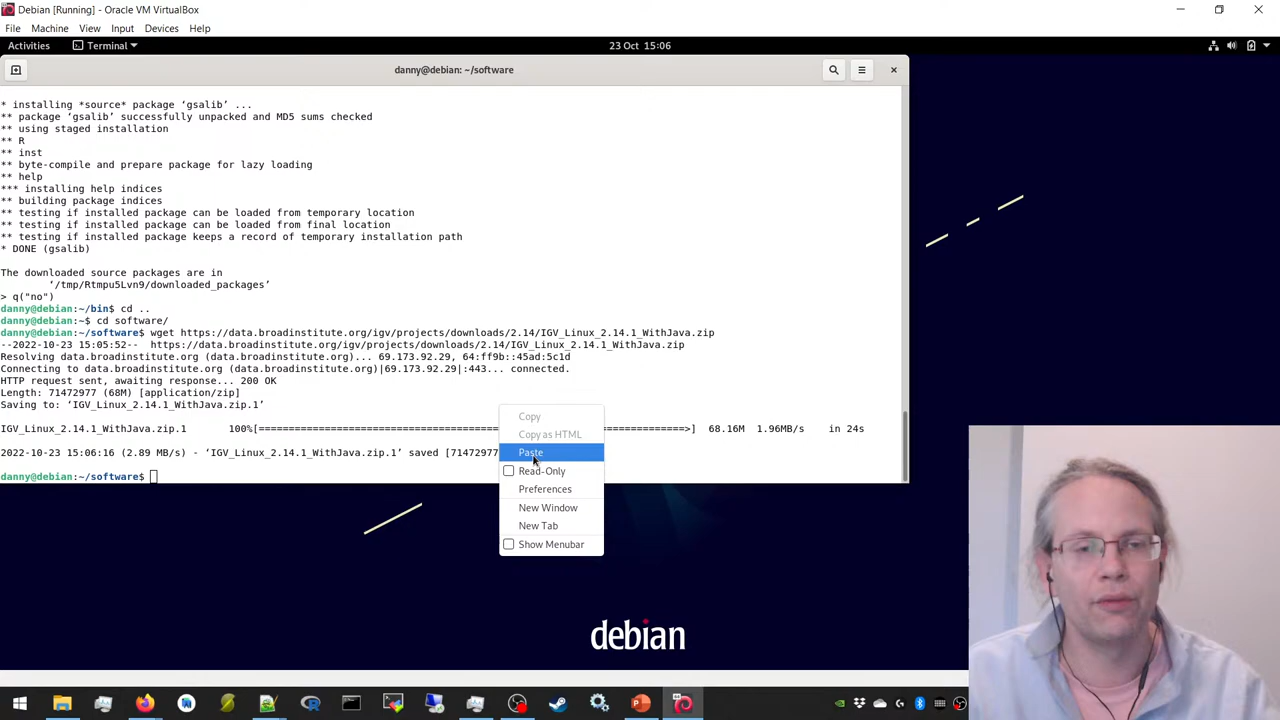 Debian [Running] - Oracle VM VirtualBox
File Machine View Input Devices Help
Activities Terminal 23 Oct 15:06
danny@debian: ~/software
* installing *source* package ‘gsalib’ ...
** package ‘gsalib’ successfully unpacked and MD5 sums checked
** using staged installation
** R
** inst
** byte-compile and prepare package for lazy loading
** help
*** installing help indices
** building package indices
** testing if installed package can be loaded from temporary location
** testing if installed package can be loaded from final location
** testing if installed package keeps a record of temporary installation path
* DONE (gsalib)
The downloaded source packages are in
‘/tmp/Rtmpu5Lvn9/downloaded_packages’
> q("no")
danny@debian:~/bin$ cd ..
danny@debian:~$ cd software/
danny@debian:~/software$ wget https://data.broadinstitute.org/igv/projects/downloads/2.14/IGV_Linux_2.14.1_WithJava.zip
--2022-10-23 15:05:52-- https://data.broadinstitute.org/igv/projects/downloads/2.14/IGV_Linux_2.14.1_WithJava.zip
Resolving data.broadinstitute.org (data.broadinstitute.org)... 69.173.92.29, 64:ff9b::45ad:5c1d
Connecting to data.broadinstitute.org (data.broadinstitute.org)|69.173.92.29|:443... connected.
HTTP request sent, awaiting response... 200 OK
Length: 71472977 (68M) [application/zip]
Saving to: ‘IGV_Linux_2.14.1_WithJava.zip.1’
IGV_Linux_2.14.1_WithJava.zip.1 100%[======================================> ] 68.16M 1.96MB/s in 24s
2022-10-23 15:06:16 (2.89 MB/s) - ‘IGV_Linux_2.14.1_WithJava.zip.1’ saved [71472977
danny@debian:~/software$
Copy
Copy as HTML
Paste
Read-Only
Preferences
New Window
New Tab
Show Menubar
debian